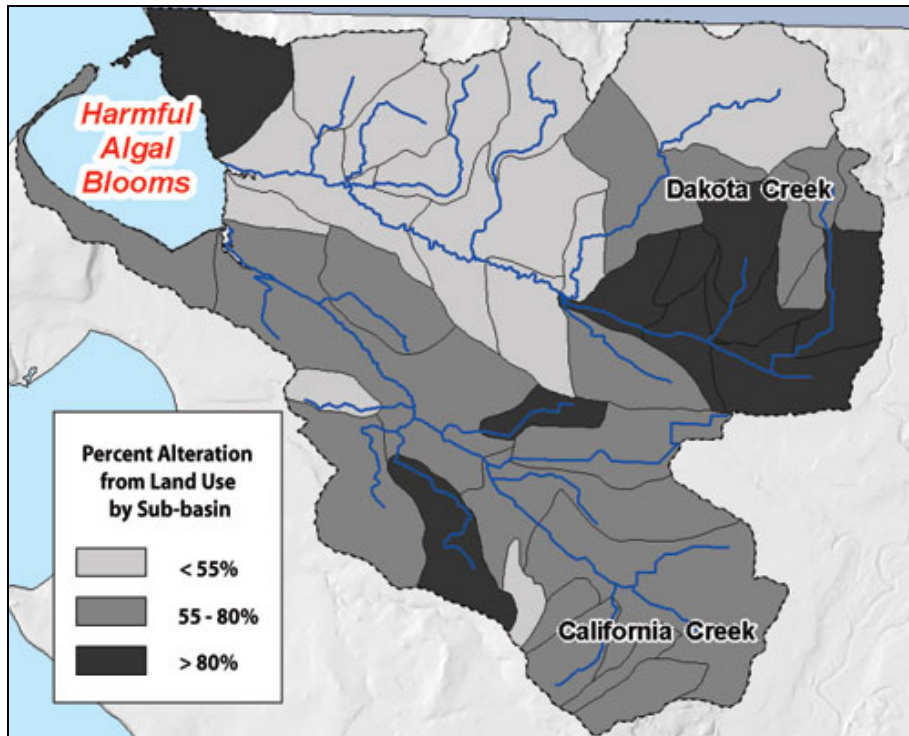 Harmful
Algal
Blooms
Dakota Creek
Percent Alteration
from Land Use
by Sub-basin
< 55%
55 - 80%
> 80%
California Creek